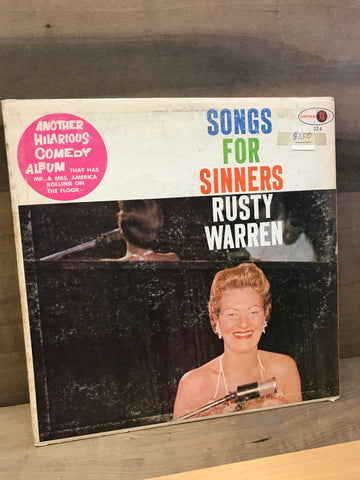 ANOTHER
HILARIOUS
COMEDY
ALBUM THAT HAS
MR. & MRS. AMERICA
ROLLING ON
THE FLOOR—
SONGS
FOR
SINNERS
RUSTY
WARREN
$1.50
224